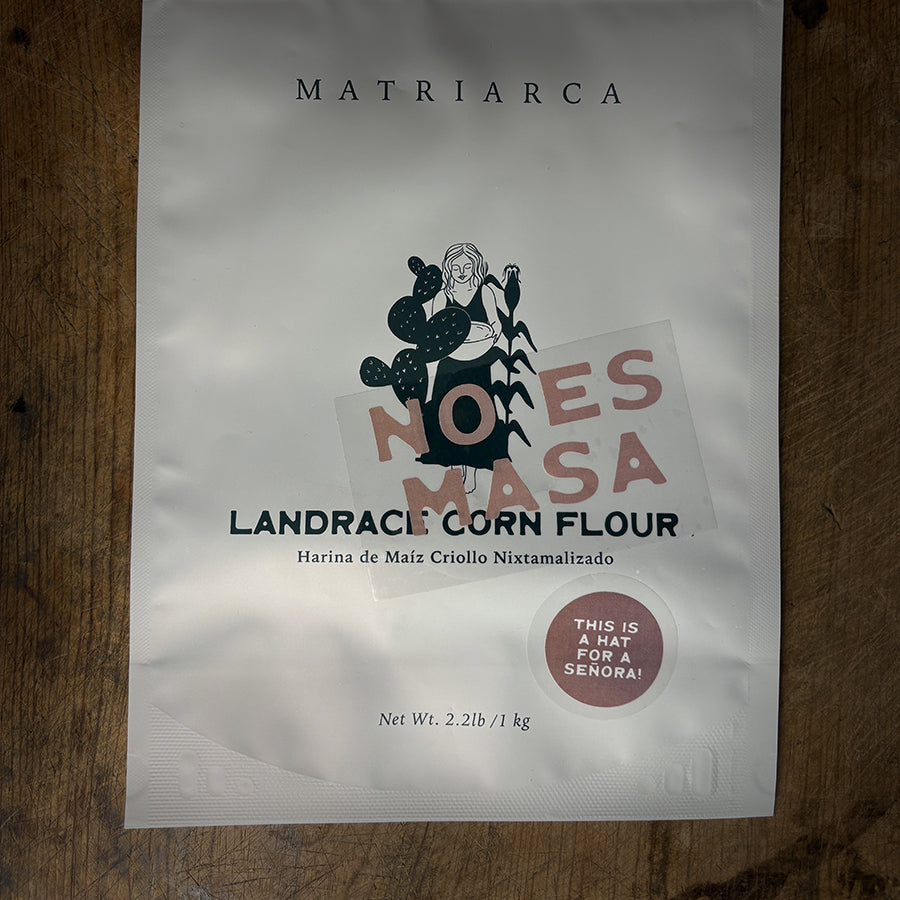 MATRIARCA
NO ES
MASA
LANDRACE CORN FLOUR
Harina de Maíz Criollo Nixtamalizado
THIS IS
A HAT
FOR A
SEÑORA!
Net Wt. 2.2lb /1 kg